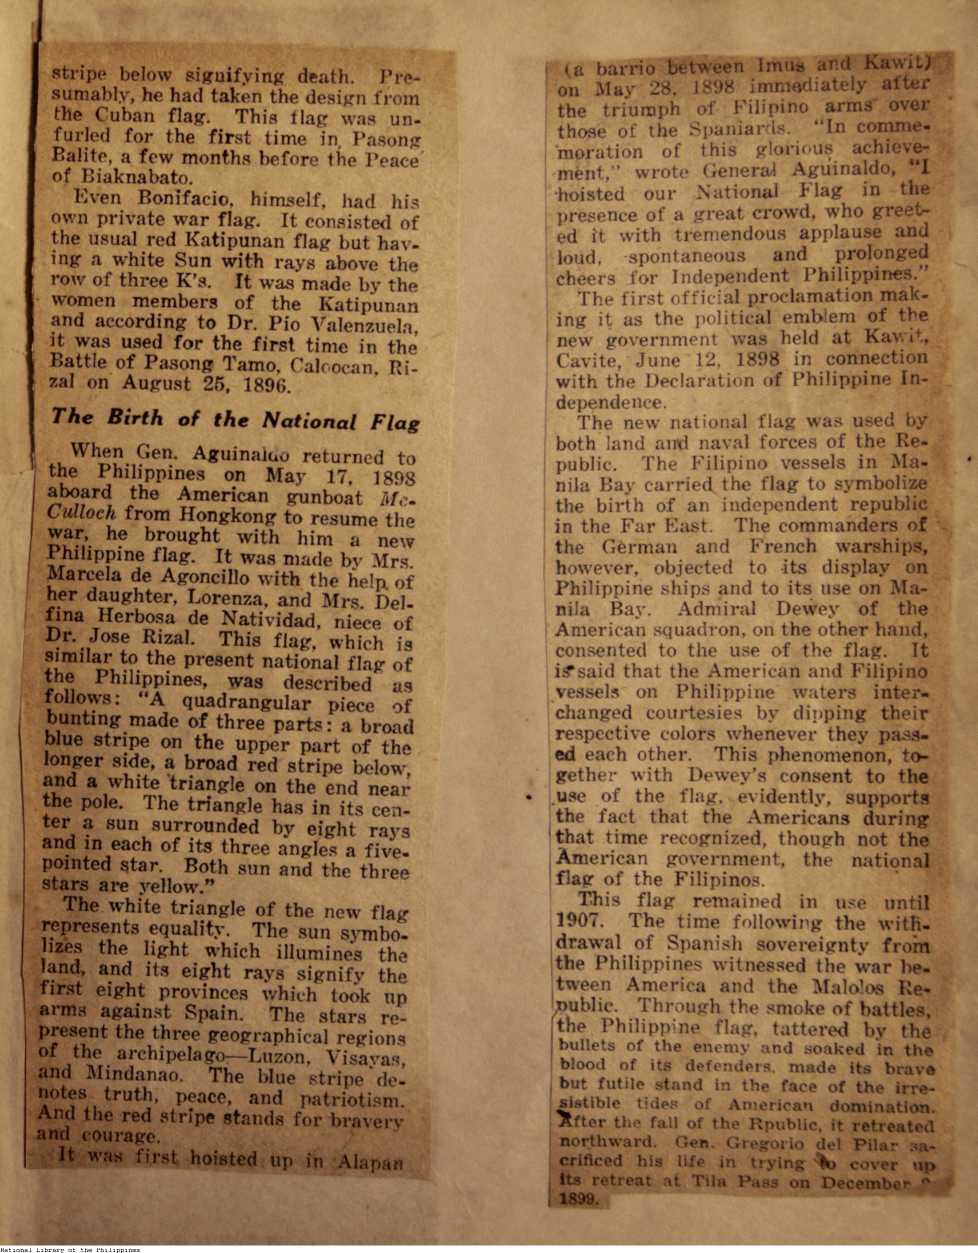 stripe below signifying death. Pre-
sumably, he had taken the design from
the Cuban flag. This flag was un-
furled for the first time in Pasong
Balite, a few months before the Peace
of Biaknabato.
Even Bonifacio, himself, had his
own private war flag. It consisted of
the usual red Katipunan flag but hav-
ing a white Sun with rays above the
row of three K's. It was made by the
women members of the Katipunan
and according to Dr. Pio Valenzuela,
it was used for the first time in the
Battle of Pasong Tamo, Caloocan, Ri-
zal on August 25, 1896.
The Birth of the National Flag
When Gen. Aguinaldo returned to
the Philippines on May 17, 1898
aboard the American gunboat Mc-
Culloch from Hongkong to resume the
war, he brought with him a new
Philippine flag. It was made by Mrs.
Marcela de Agoncillo with the help of
her daughter, Lorenza, and Mrs. Del-
fina Herbosa de Natividad, niece of
Dr. Jose Rizal. This flag, which is
similar to the present national flag of
the Philippines, was described as
follows: "A quadrangular piece of
bunting made of three parts: a broad
blue stripe on the upper part of the
longer side, a broad red stripe below,
and a white triangle on the end near
the pole. The triangle has in its cen-
ter a sun surrounded by eight rays
and in each of its three angles a five-
pointed star. Both sun and the three
stars are yellow."
The white triangle of the new flag
represents equality. The sun symbo-
lizes the light which illumines the
land, and its eight rays signify the
first eight provinces which took up
arms against Spain. The stars re-
present the three geographical regions
of the archipelago—Luzon, Visayas,
and Mindanao. The blue stripe de-
notes truth, peace, and patriotism.
And the red stripe stands for bravery
and courage.
It was first hoisted up in Alapan
(a barrio between Imus and Kawit)
on May 28, 1898 immediately after
the triumph of Filipino arms over
those of the Spaniards. "In comme-
moration of this glorious achieve-
ment," wrote General Aguinaldo, "I
hoisted our National Flag in the
presence of a great crowd, who greet-
ed it with tremendous applause and
loud, spontaneous and prolonged
cheers for Independent Philippines."
The first official proclamation mak-
ing it as the political emblem of the
new government was held at Kawit,
Cavite, June 12, 1898 in connection
with the Declaration of Philippine In-
dependence.
The new national flag was used by
both land and naval forces of the Re-
public. The Filipino vessels in Ma-
nila Bay carried the flag to symbolize
the birth of an independent republic
in the Far East. The commanders of
the German and French warships,
however, objected to its display on
Philippine ships and to its use on Ma-
nila Bay. Admiral Dewey of the
American squadron, on the other hand,
consented to the use of the flag. It
is said that the American and Filipino
vessels on Philippine waters inter-
changed courtesies by dipping their
respective colors whenever they pass-
ed each other. This phenomenon, to-
gether with Dewey's consent to the
use of the flag, evidently, supports
the fact that the Americans during
that time recognized, though not the
American government, the national
flag of the Filipinos.
This flag remained in use until
1907. The time following the with-
drawal of Spanish sovereignty from
the Philippines witnessed the war be-
tween America and the Malolos Re-
public. Through the smoke of battles,
the Philippine flag, tattered by the
bullets of the enemy and soaked in the
blood of its defenders, made its brave
but futile stand in the face of the irre-
sistible tides of American domination.
After the fall of the Rpublic, it retreated
northward. Gen. Gregorio del Pilar sa-
crificed his life in trying to cover up
its retreat at Tila Pass on December
1899.
National Library of the Philippines